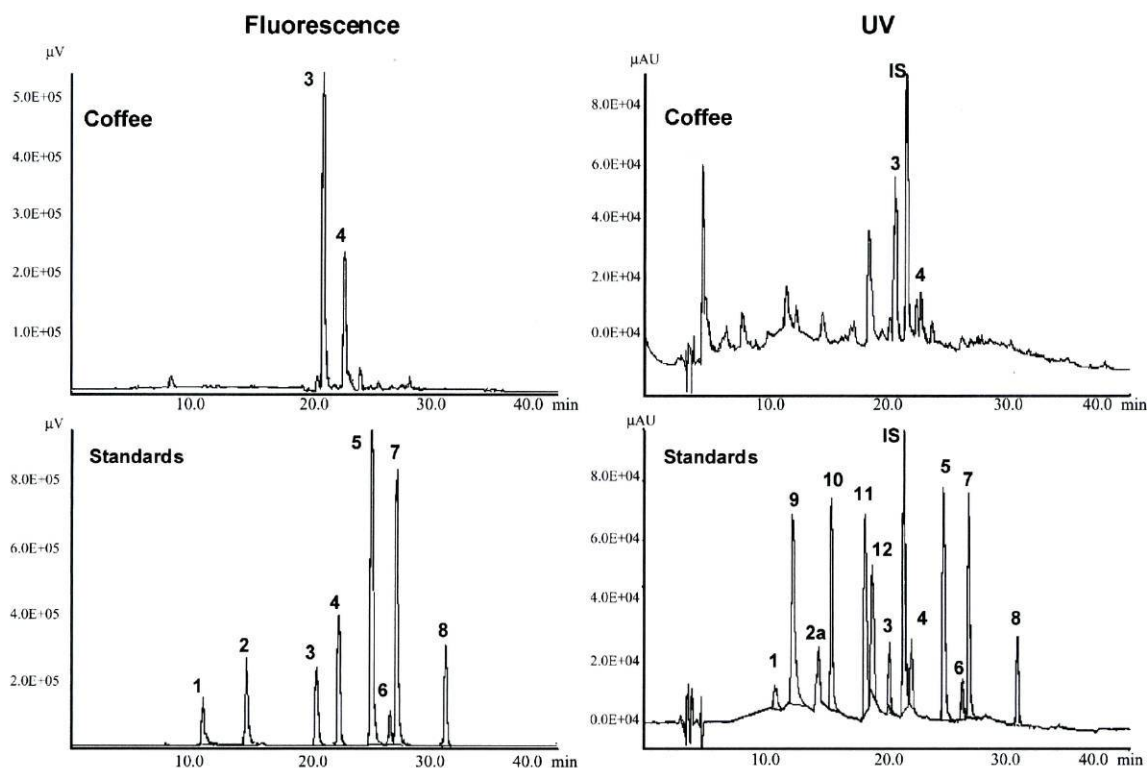 Fluorescence
µV
3
5.0E+05
Coffee
4.0E+05
3.0E+05
4
2.0E+05
1.0E+05
10.0 20.0 30.0 40.0 min
UV
µAU
IS
8.0E+04
Coffee
6.0E+04
3
4.0E+04
2.0E+04
4
0.0E+04
10.0 20.0 30.0 40.0 min
µV
5
7
Standards
8.0E+05
6.0E+05
4.0E+05
4
8
2
3
2.0E+05
1
6
10.0 20.0 30.0 40.0 min
µAU
IS
Standards
8.0E+04
5
7
10
9
11
6.0E+04
12
4.0E+04
2a
3
4
8
2.0E+04
1
6
0.0E+04
10.0 20.0 30.0 40.0 min